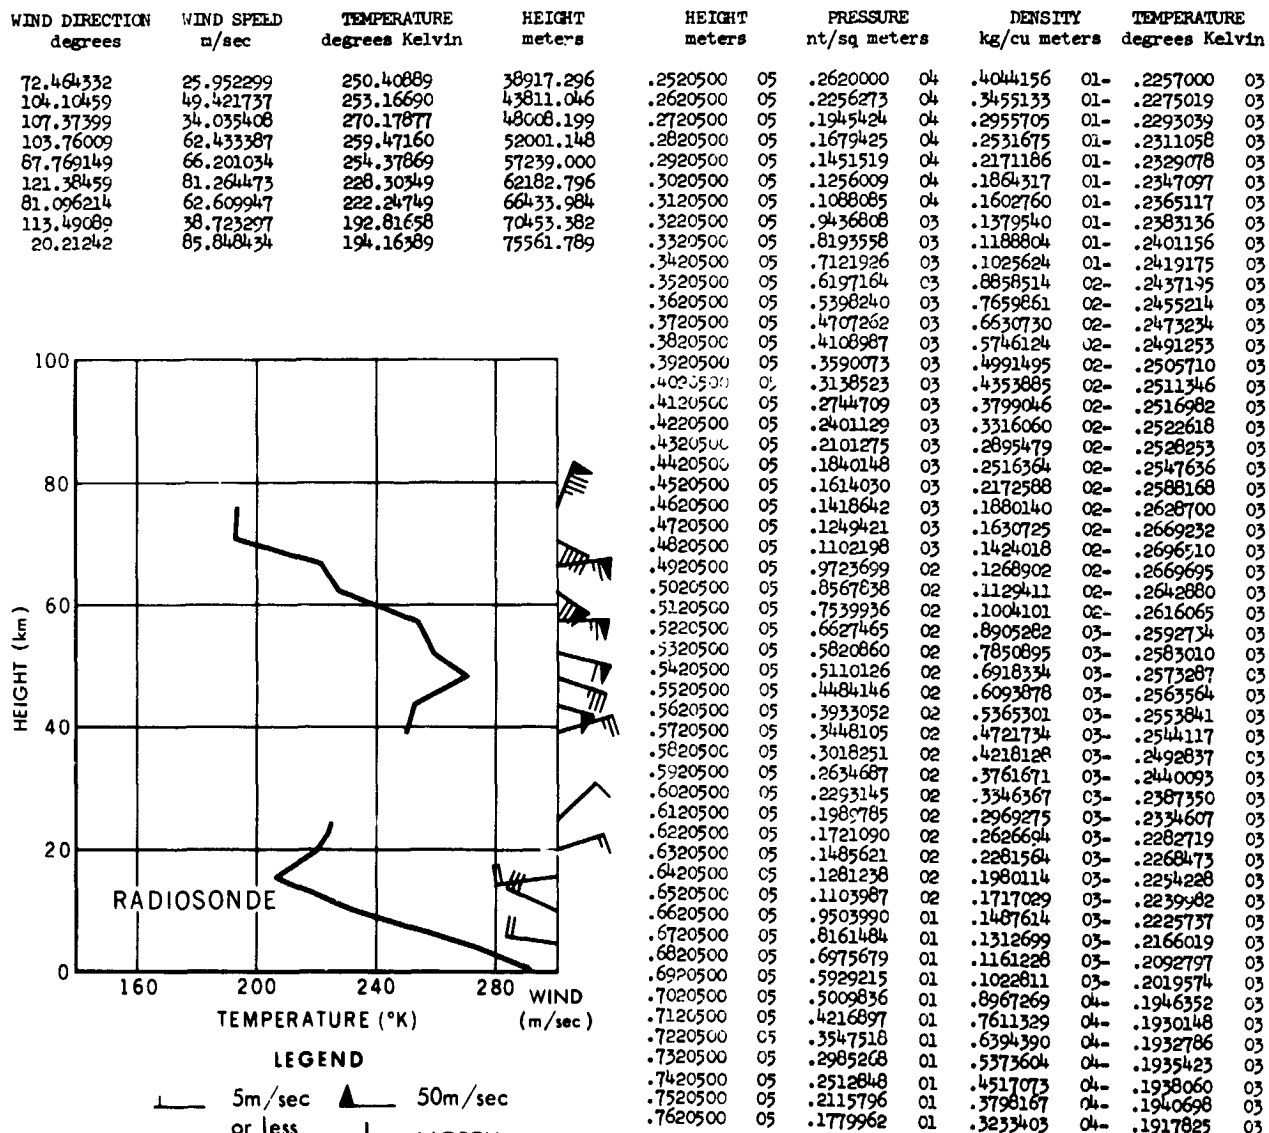 WIND DIRECTION WIND SPEED TEMPERATURE HEIGHT
degrees m/sec degrees Kelvin meters
72.464332 25.952299 250.40889 38917.296
104.10459 49.421737 253.16690 43811.046
107.37399 34.035408 270.17877 48008.199
103.76009 62.433387 259.47160 52001.148
87.769149 66.201034 254.37869 57239.000
121.38459 81.264473 228.30349 62182.796
81.096214 62.609947 222.24749 66433.984
113.49089 38.723297 192.81658 70453.382
20.21242 85.848434 194.16389 75561.789
HEIGHT PRESSURE DENSITY TEMPERATURE
meters nt/sq meters kg/cu meters degrees Kelvin
.2520500 05 .2620000 04 .4044156 01- .2257000 03
.2620500 05 .2256273 04 .3455133 01- .2275019 03
.2720500 05 .1945424 04 .2955705 01- .2293039 03
.2820500 05 .1679425 04 .2531675 01- .2311058 03
.2920500 05 .1451519 04 .2171186 01- .2329078 03
.3020500 05 .1256009 04 .1864317 01- .2347097 03
.3120500 05 .1088085 04 .1602760 01- .2365117 03
.3220500 05 .9436808 03 .1379540 01- .2383136 03
.3320500 05 .8193558 03 .1188804 01- .2401156 03
.3420500 05 .7121926 03 .1025624 01- .2419175 03
.3520500 05 .6197164 03 .8858514 02- .2437195 03
.3620500 05 .5398240 03 .7659861 02- .2455214 03
.3720500 05 .4707262 03 .6630730 02- .2473234 03
.3820500 05 .4108987 03 .5746124 02- .2491253 03
.3920500 05 .3590073 03 .4991495 02- .2505710 03
.3138523 03 .4353885 02- .2511346 03
.4120500 05 .2744709 03 .3799046 02- .2516982 03
.4220500 05 .2401129 03 .3316060 02- .2522618 03
.4320500 05 .2101275 03 .2895479 02- .2528253 03
.4420500 05 .1840148 03 .2516364 02- .2547636 03
.4520500 05 .1614030 03 .2172588 02- .2588168 03
.4620500 05 .1418642 03 .1880140 02- .2628700 03
.4720500 05 .1249421 03 .1630725 02- .2669232 03
.4820500 05 .1102198 03 .1424018 02- .2696510 03
.4920500 05 .9723699 02 .1268902 02- .2669695 03
.5020500 05 .8567838 02 .1129411 02- .2642880 03
.5120500 05 .7539936 02 .1004101 02- .2616065 03
.5220500 05 .6627465 02 .8905282 03- .2592734 03
.5320500 05 .5820860 02 .7850895 03- .2583010 03
.5420500 05 .5110126 02 .6918334 03- .2573287 03
.5520500 05 .4484146 02 .6093878 03- .2563564 03
.5620500 05 .3933052 02 .5365301 03- .2553841 03
.5720500 05 .3448105 02 .4721734 03- .2544117 03
.5820500 05 .3018251 02 .4218128 03- .2492837 03
.5920500 05 .2634687 02 .3761671 03- .2440093 03
.6020500 05 .2293145 02 .3346367 03- .2387350 03
.6120500 05 02 .2969275 03- .2334607 03
.6220500 05 .1721090 02 .2626694 03- .2282719 03
.6320500 05 .1485621 02 .2281564 03- .2268473 03
.6420500 05 .1281238 02 .1980114 03- .2254228 03
.6520500 05 .1103987 02 .1717029 03- .2239982 03
.6620500 05 .9503990 01 .1487614 03- .2225737 03
.6720500 05 .8161484 01 .1312699 03- .2166019 03
.6820500 05 .6975679 01 .1161228 03- .2092797 03
.6920500 05 .5929215 01 .1022811 03- .2019574 03
.7020500 05 .5009836 01 .8967269 04- .1946352 03
.7120500 05 .4216897 01 .7611329 04- .1930148 03
.7220500 05 .3547518 01 .6394390 04- .1932786 03
.7320500 05 .2985268 01 .5373604 04- .1935423 03
.7420500 05 .2512848 01 .4517073 04- .1938060 03
.7520500 05 .2115796 01 .3798167 04- .1940698 03
.7620500 05 .1779962 01 .3233403 04- .1917825 03
HEIGHT (km)
100
80
60
40
20
0
RADIOSONDE
160 200 240 280 WIND
TEMPERATURE (°K) (m/sec)
LEGEND
5m/sec 50m/sec
or less